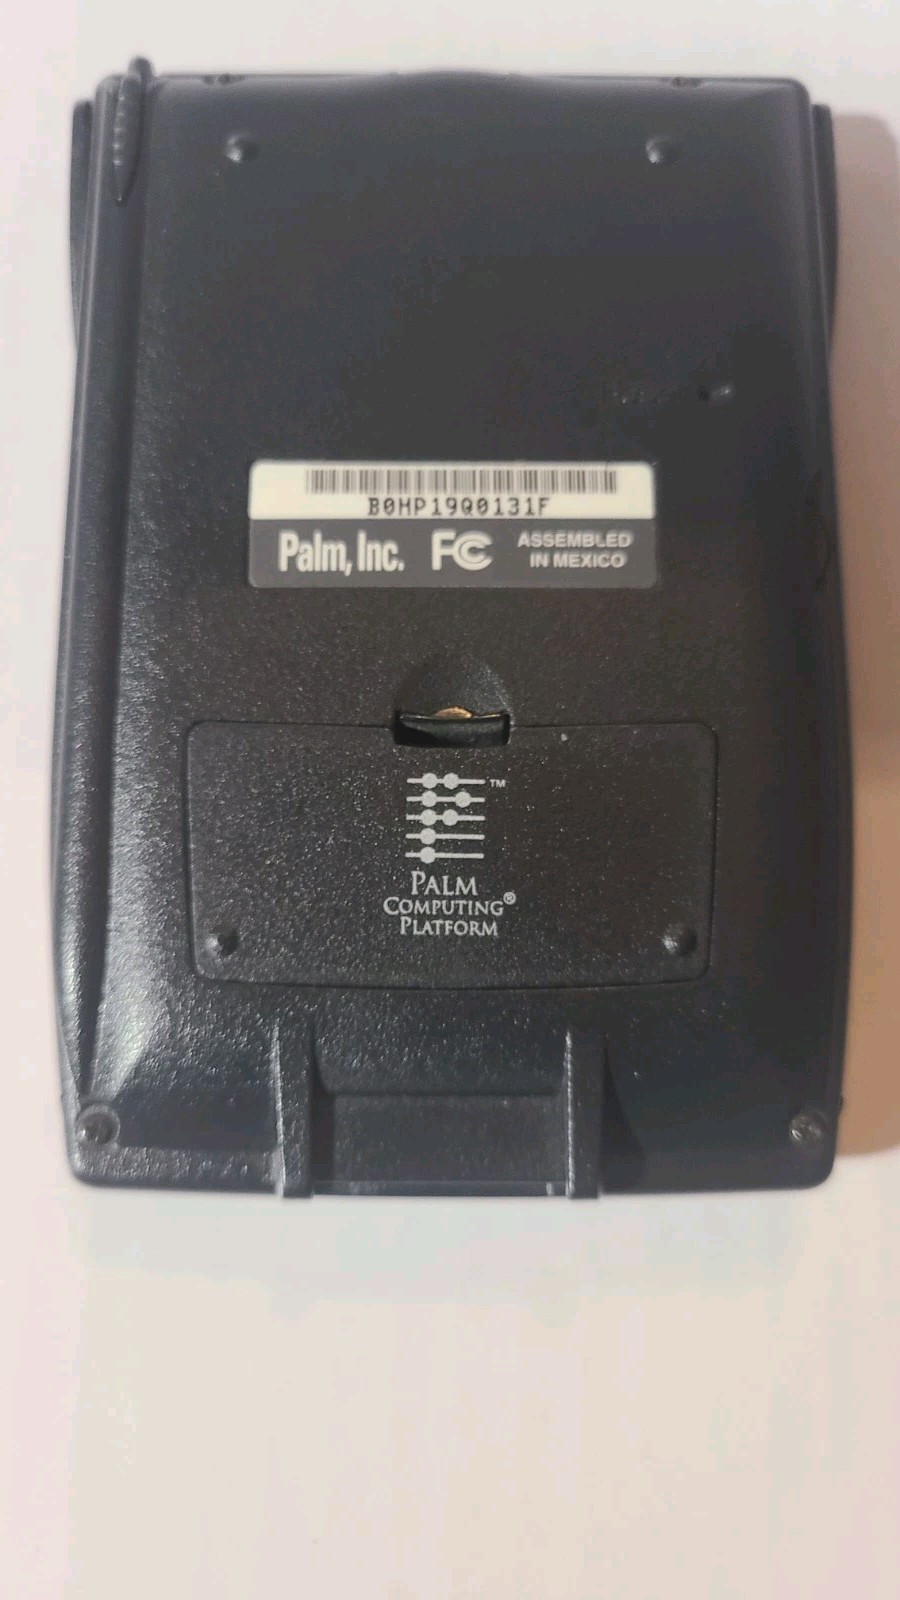 B0HP19Q0131F
Palm, Inc. FC ASSEMBLED
IN MEXICO
™
PALM
COMPUTING®
PLATFORM